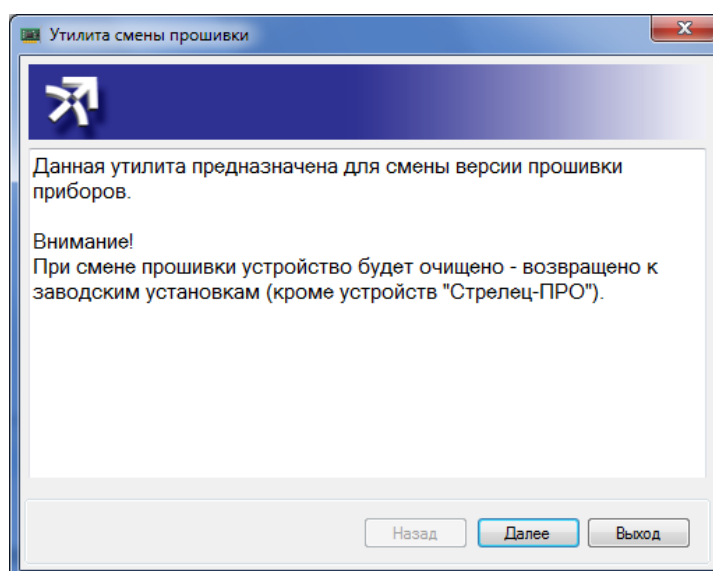 Утилита смены прошивки
Данная утилита предназначена для смены версии прошивки
приборов.
Внимание!
При смене прошивки устройство будет очищено - возвращено к
заводским установкам (кроме устройств "Стрелец-ПРО").
Назад Далее Выход